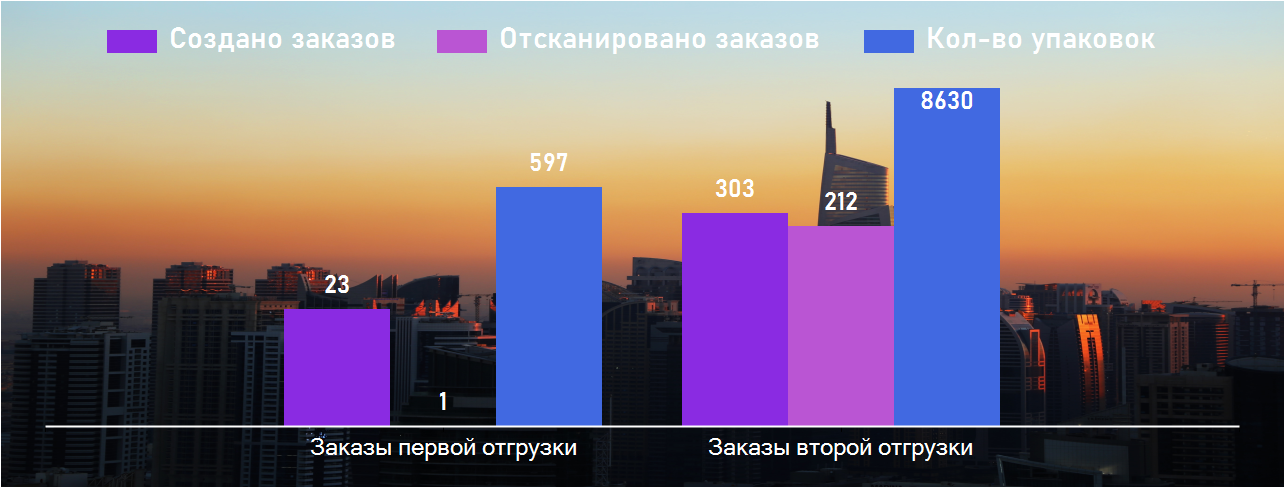 Создано заказов
Отсканировано заказов
Кол-во упаковок
23
1
597
303
212
8630
Заказы первой отгрузки
Заказы второй отгрузки